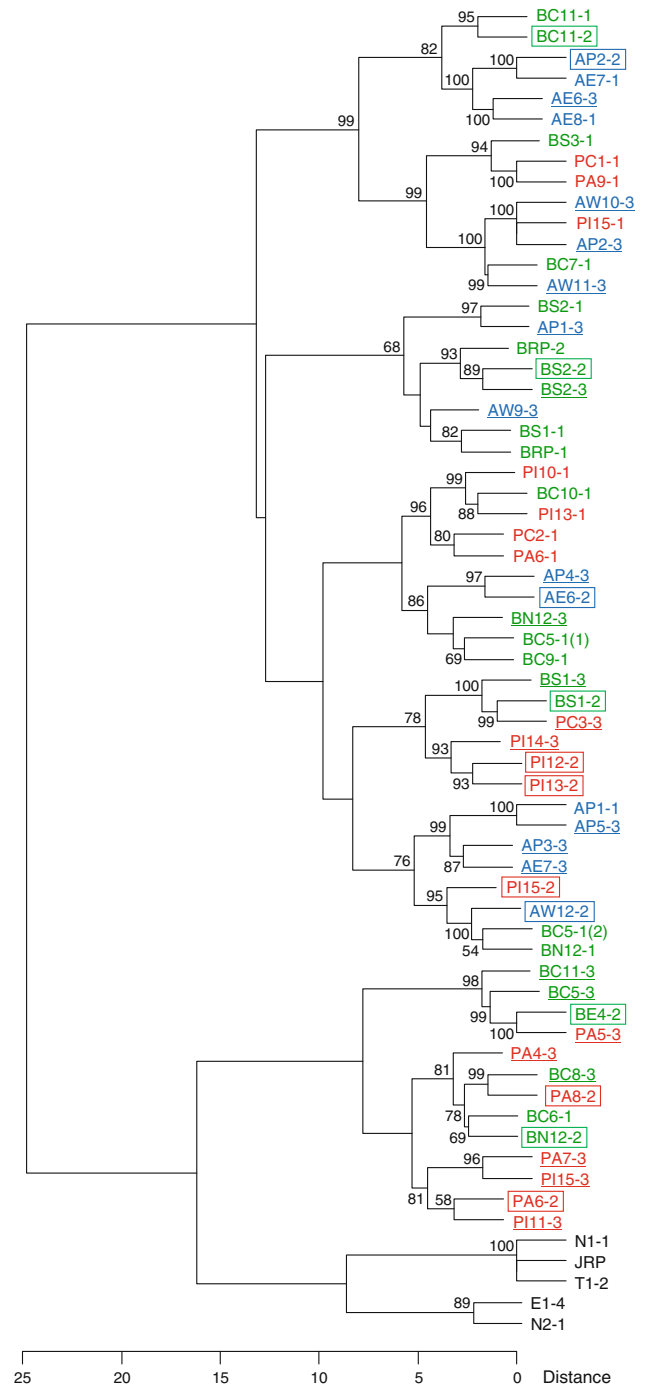 95
BC11-1
BC11-2
82
100
AP2-2
AE7-1
100
AE6-3
100
AE8-1
99
94
BS3-1
PC1-1
100
PA9-1
99
100
AW10-3
PI15-1
100
AP2-3
BC7-1
99
AW11-3
97
BS2-1
AP1-3
68
93
BRP-2
89
BS2-2
BS2-3
AW9-3
82
BS1-1
BRP-1
99
PI10-1
BC10-1
96
88
PI13-1
80
PC2-1
PA6-1
97
AP4-3
AE6-2
86
BN12-3
BC5-1(1)
69
BC9-1
100
BS1-3
BS1-2
99
PC3-3
78
93
PI14-3
PI12-2
93
PI13-2
100
AP1-1
AP5-3
99
AP3-3
87
AE7-3
76
95
PI15-2
AW12-2
100
BC5-1(2)
54
BN12-1
98
BC11-3
BC5-3
99
BE4-2
100
PA5-3
81
PA4-3
99
BC8-3
PA8-2
78
BC6-1
69
BN12-2
96
PA7-3
PI15-3
81
58
PA6-2
PI11-3
100
N1-1
JRP
T1-2
89
E1-4
N2-1
25 20 15 10 5 0 Distance